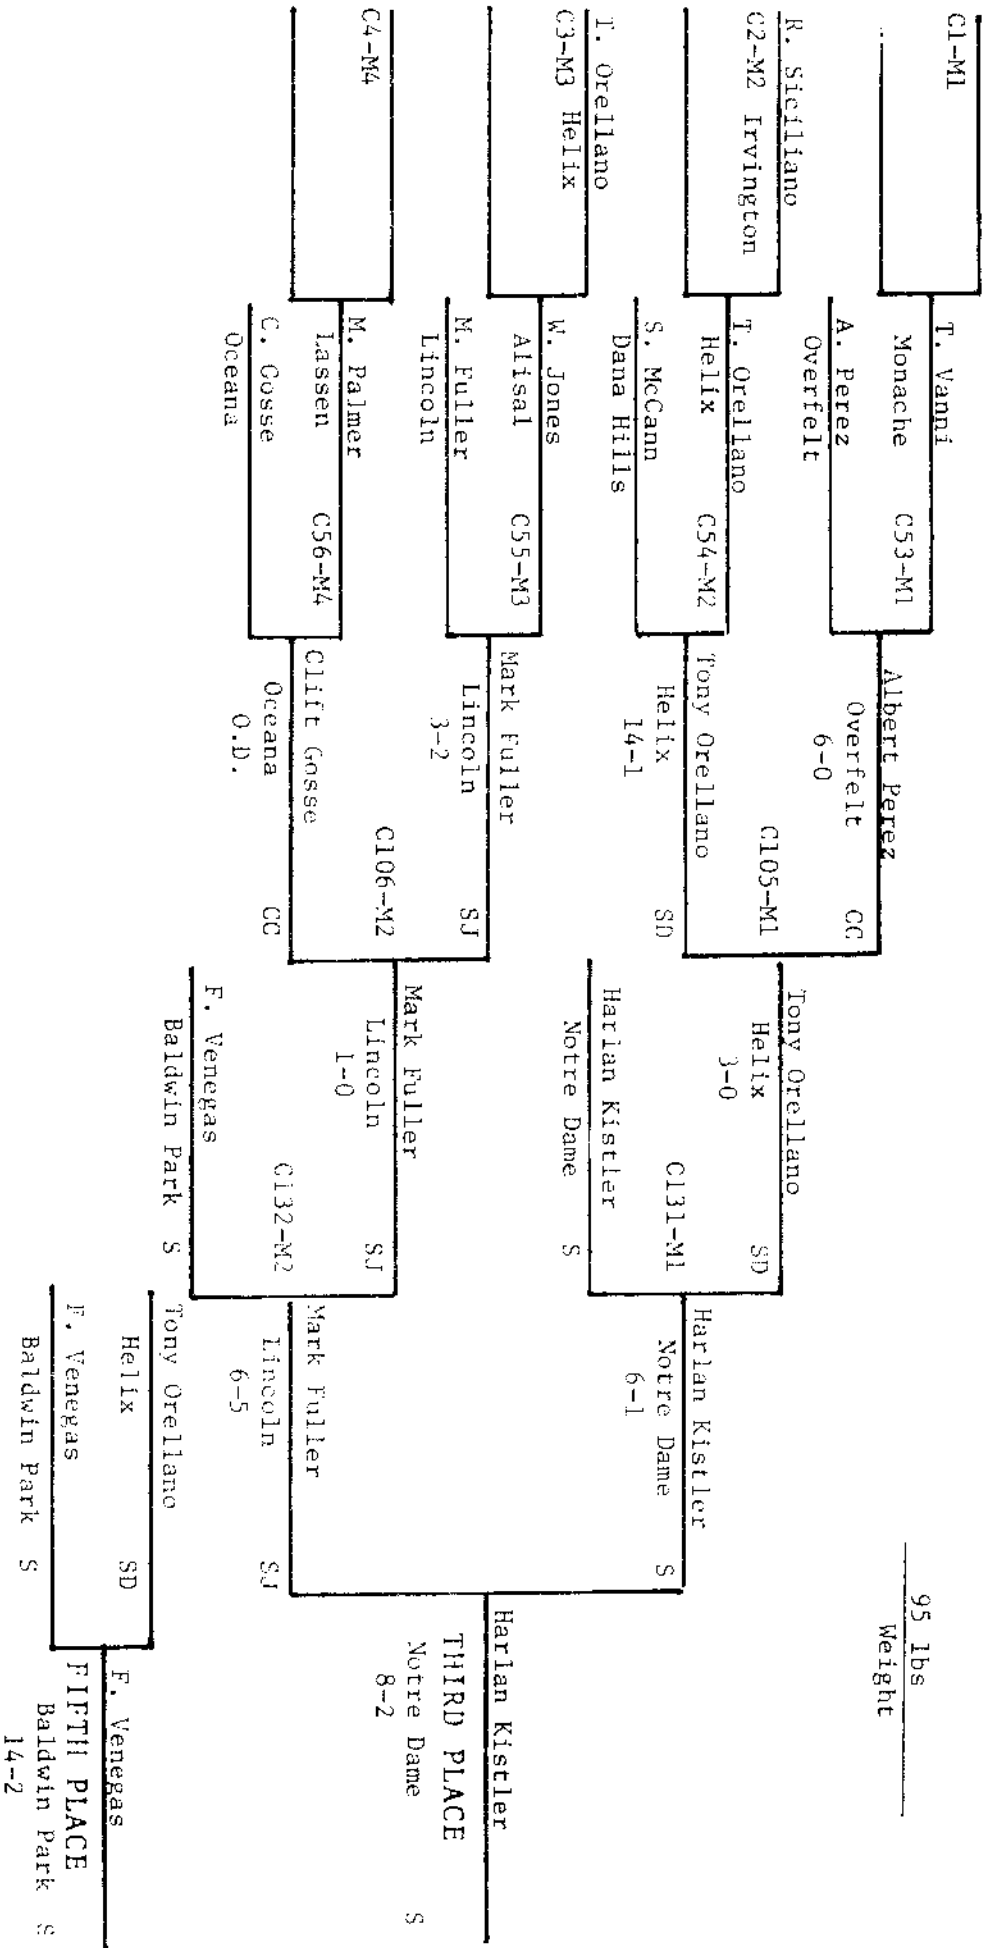 95 lbs
Weight
C1-M1
R. Siciliano
C2-M2 Irvington
T. Orellano
C3-M3 Helix
C4-M4
T. Vanni
Monache C53-M1
A. Perez
Overfelt
T. Orellano
Helix C54-M2
S. McCann
Dana Hills
W. Jones
Alisal C55-M3
M. Fuller
Lincoln
M. Palmer
Lassen C56-M4
C. Gosse
Oceana
Albert Perez
Overfelt CC
6-0
C105-M1
Tony Orellano
Helix SD
14-1
Mark Fuller
Lincoln SJ
3-2
C106-M2
Clift Gosse
Oceana CC
O.D.
Tony Orellano
Helix SD
3-0
C131-M1
Harlan Kistler
Notre Dame S
Mark Fuller
Lincoln SJ
1-0
C132-M2
F. Venegas
Baldwin Park S
Harlan Kistler
Notre Dame S
6-1
Mark Fuller
Lincoln SJ
6-5
Tony Orellano
Helix SD
F. Venegas
Baldwin Park S
Harlan Kistler
THIRD PLACE
Notre Dame S
8-2
F. Venegas
FIFTH PLACE
Baldwin Park S
14-2